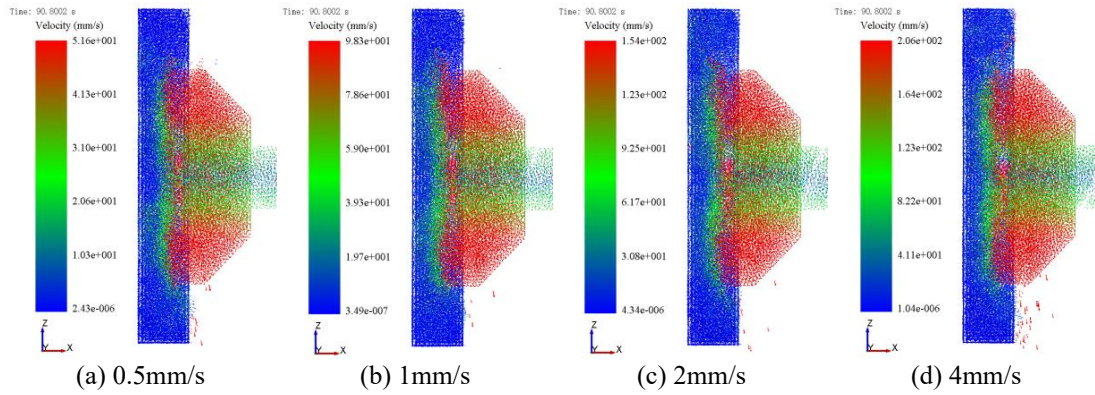 Time: 90.8002 s
Velocity (mm/s)
5.16e+001
4.13e+001
3.10e+001
2.06e+001
1.03e+001
2.43e-006
Z
Y X
(a) 0.5mm/s
Time: 90.8002 s
Velocity (mm/s)
9.83e+001
7.86e+001
5.90e+001
3.93e+001
1.97e+001
3.49e-007
Z
Y X
(b) 1mm/s
Time: 90.8002 s
Velocity (mm/s)
1.54e+002
1.23e+002
9.25e+001
6.17e+001
3.08e+001
4.34e-006
Z
Y X
(c) 2mm/s
Time: 90.8002 s
Velocity (mm/s)
2.06e+002
1.64e+002
1.23e+002
8.22e+001
4.11e+001
1.04e-006
Z
Y X
(d) 4mm/s